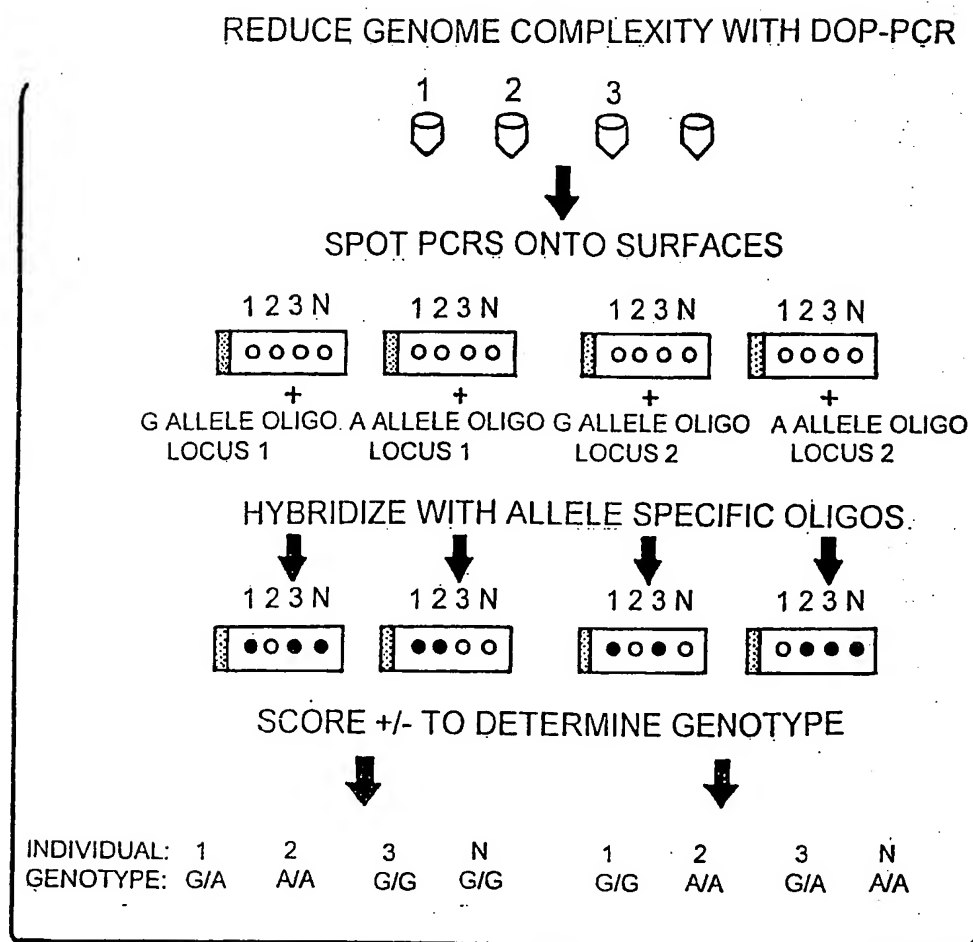 REDUCE GENOME COMPLEXITY WITH DOP-PCR
1 2 3
SPOT PCRS ONTO SURFACES
1 2 3 N 1 2 3 N 1 2 3 N 1 2 3 N
+ + + +
G ALLELE OLIGO. A ALLELE OLIGO G ALLELE OLIGO A ALLELE OLIGO
LOCUS 1 LOCUS 1 LOCUS 2 LOCUS 2
HYBRIDIZE WITH ALLELE SPECIFIC OLIGOS.
1 2 3 N 1 2 3 N 1 2 3 N 1 2 3 N
SCORE +/- TO DETERMINE GENOTYPE
INDIVIDUAL: 1 2 3 N 1 2 3 N
GENOTYPE: G/A A/A G/G G/G G/G A/A G/A A/A